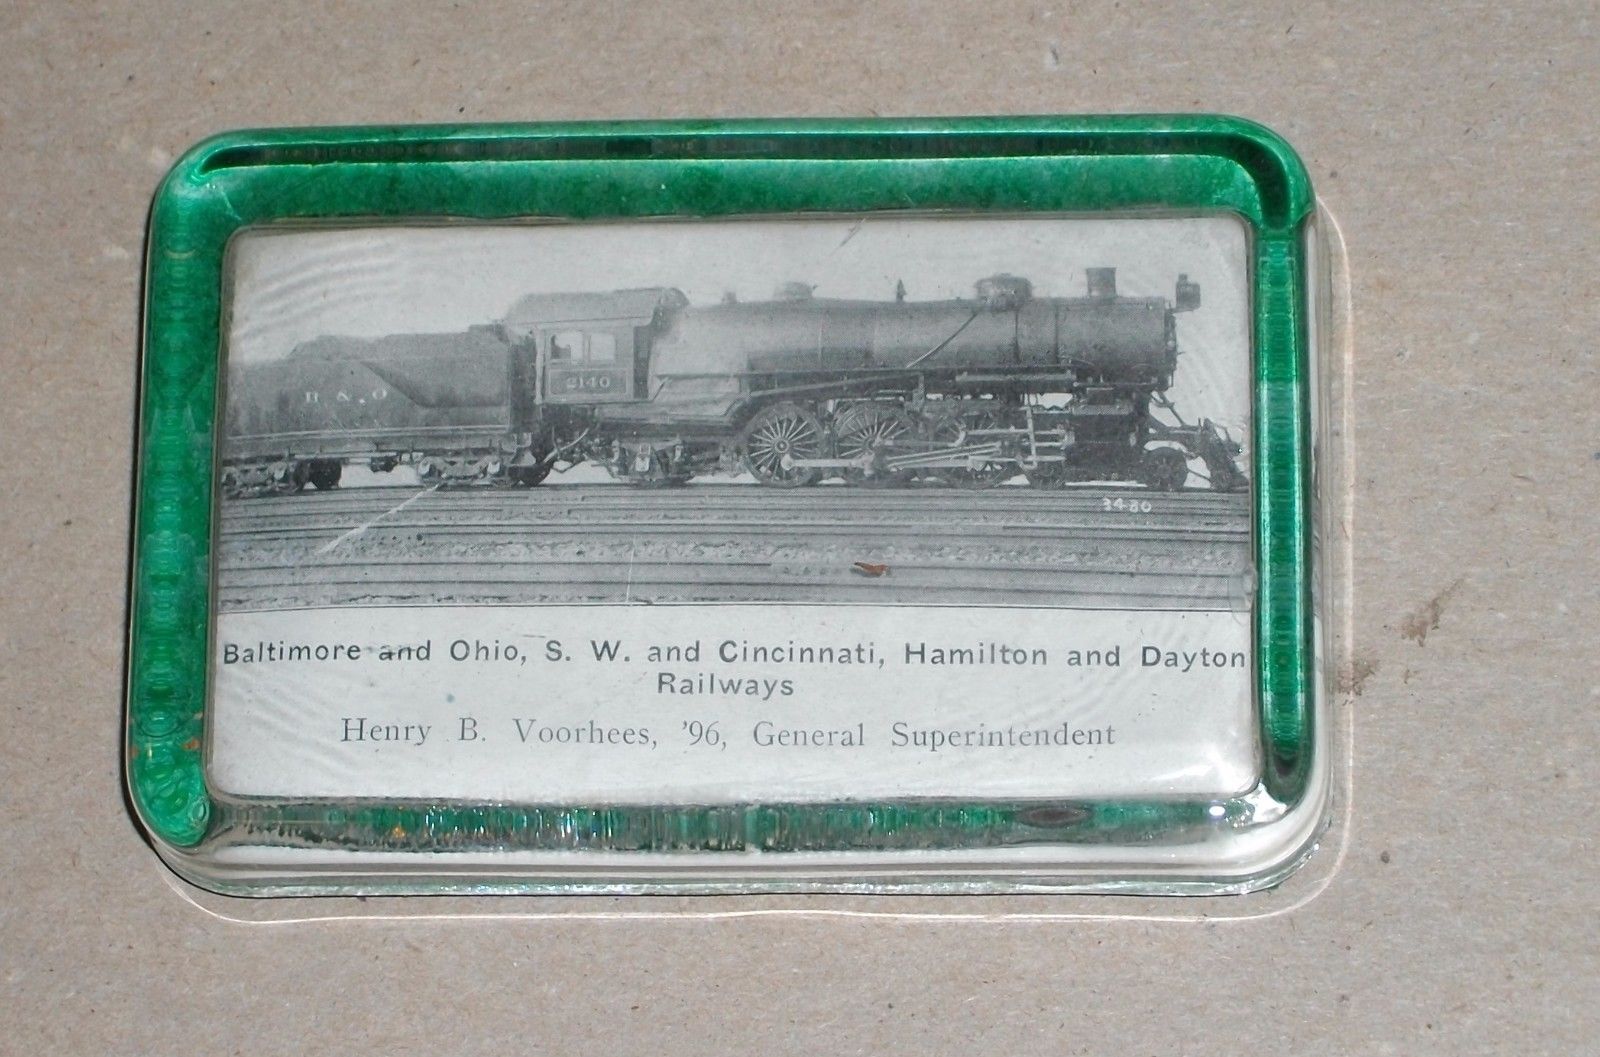 B & O
2140
3480
Baltimore and Ohio, S. W. and Cincinnati, Hamilton and Dayton
Railways
Henry B. Voorhees, '96, General Superintendent